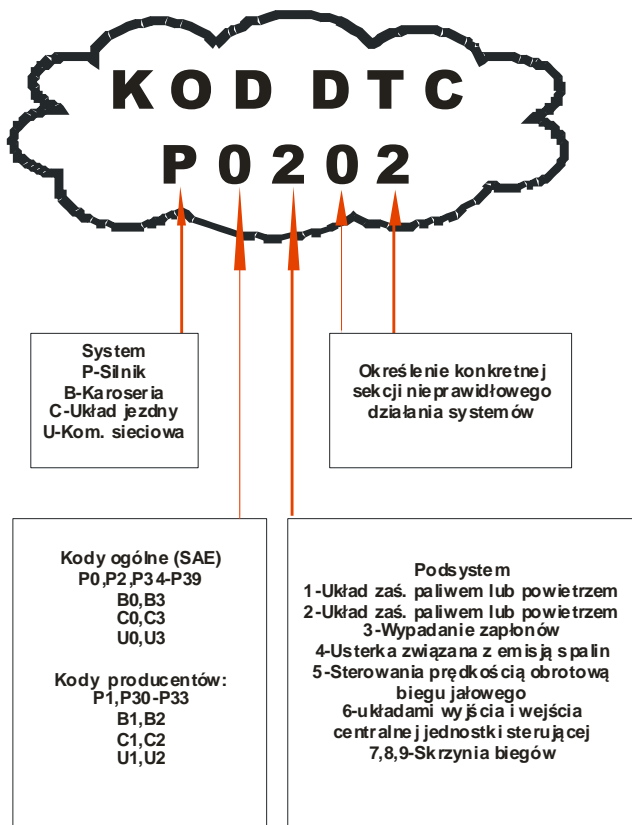 KOD DTC
P0202
System
P-Silnik
B-Karoseria
C-Układ jezdny
U-Kom. sieciowa
Określenie konkretnej
sekcji nieprawidłowego
działania systemów
Kody ogólne (SAE)
P0,P2,P34-P39
B0,B3
C0,C3
U0,U3
Kody producentów:
P1,P30-P33
B1,B2
C1,C2
U1,U2
Podsystem
1-Układ zaś. paliwem lub powietrzem
2-Układ zaś. paliwem lub powietrzem
3-Wypadanie zapłonów
4-Usterka związana z emisją spalin
5-Sterowania prędkością obrotową
biegu jałowego
6-układami wyjścia i wejścia
centralnej jednostki sterującej
7,8,9-Skrzynia biegów